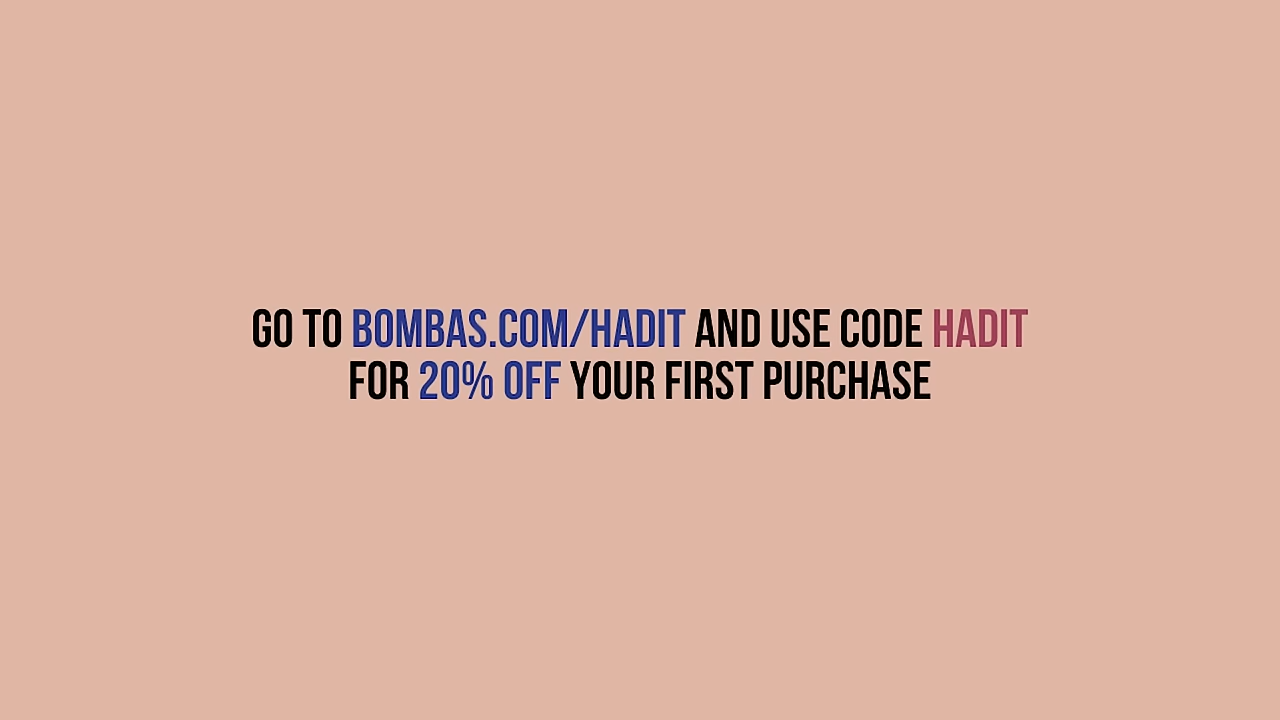 GO TO BOMBAS.COM/HADIT AND USE CODE HADIT
FOR 20% OFF YOUR FIRST PURCHASE